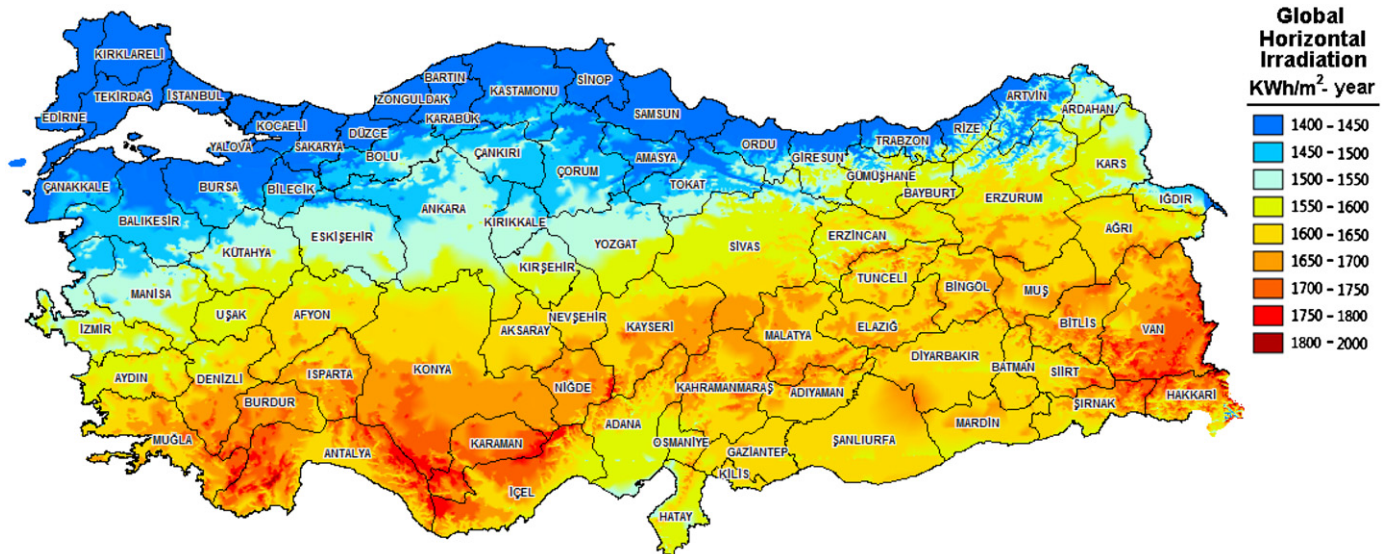 Global
Horizontal
Irradiation
KWh/m²- year
1400 - 1450
1450 - 1500
1500 - 1550
1550 - 1600
1600 - 1650
1650 - 1700
1700 - 1750
1750 - 1800
1800 - 2000
KIRKLARELİ
TEKİRDAĞ
İSTANBUL
EDİRNE
KOCAELİ
YALOVA
SAKARYA
DÜZCE
BOLU
ZONGULDAK
BARTIN
KARABÜK
KASTAMONU
SİNOP
SAMSUN
ÇANKIRI
ÇORUM
AMASYA
TOKAT
ORDU
GİRESUN
TRABZON
RİZE
ARTVİN
ARDAHAN
KARS
GÜMÜŞHANE
BAYBURT
ERZURUM
IĞDIR
AĞRI
ÇANAKKALE
BURSA
BİLECİK
BALIKESİR
KÜTAHYA
ESKİŞEHİR
ANKARA
KIRIKKALE
YOZGAT
SİVAS
ERZİNCAN
TUNCELİ
BİNGÖL
MUŞ
BİTLİS
VAN
MANİSA
İZMİR
UŞAK
AFYON
KIRŞEHİR
NEVŞEHİR
AKSARAY
KAYSERİ
MALATYA
ELAZIĞ
DİYARBAKIR
BATMAN
SİİRT
ŞIRNAK
HAKKARİ
AYDIN
DENİZLİ
ISPARTA
BURDUR
KONYA
NİĞDE
KAHRAMANMARAŞ
ADIYAMAN
MARDİN
MUĞLA
ANTALYA
KARAMAN
İÇEL
ADANA
OSMANİYE
GAZİANTEP
KİLİS
ŞANLIURFA
HATAY